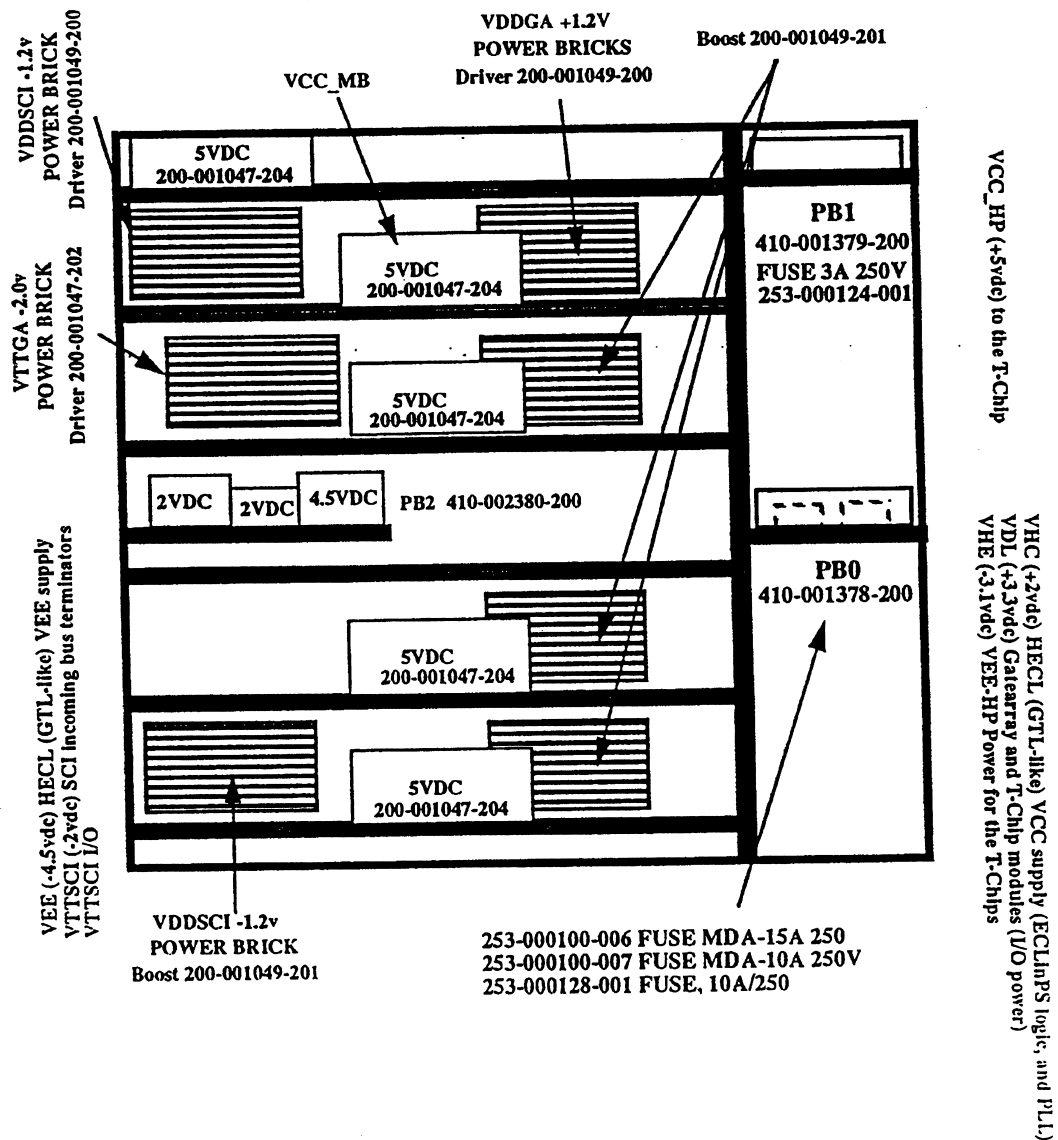 VDDSCI -1.2v
POWER BRICK
Driver 200-001049-200
VCC_MB
VDDGA +1.2V
POWER BRICKS
Driver 200-001049-200
Boost 200-001049-201
5VDC
200-001047-204
5VDC
200-001047-204
PB1
410-001379-200
FUSE 3A 250V
253-000124-001
VCC_HP (+5vdc) to the T-Chip
VTTGA -2.0v
POWER BRICK
Driver 200-001047-202
5VDC
200-001047-204
2VDC
2VDC
4.5VDC
PB2 410-002380-200
PB0
410-001378-200
5VDC
200-001047-204
5VDC
200-001047-204
VEE (-4.5vdc) HECL (GTL-like) VEE supply
VTTSCI (-2vdc) SCI incoming bus terminators
VTTSCI I/O
VHC (+2vdc) HECL (GTL-like) VCC supply (ECLinPS logic, and PLL)
VDL (+3.3vdc) Gatearray and T-Chip modules (I/O power)
VHE (-3.1vdc) VEE-HP Power for the T-Chips
VDDSCI -1.2v
POWER BRICK
Boost 200-001049-201
253-000100-006 FUSE MDA-15A 250
253-000100-007 FUSE MDA-10A 250V
253-000128-001 FUSE, 10A/250